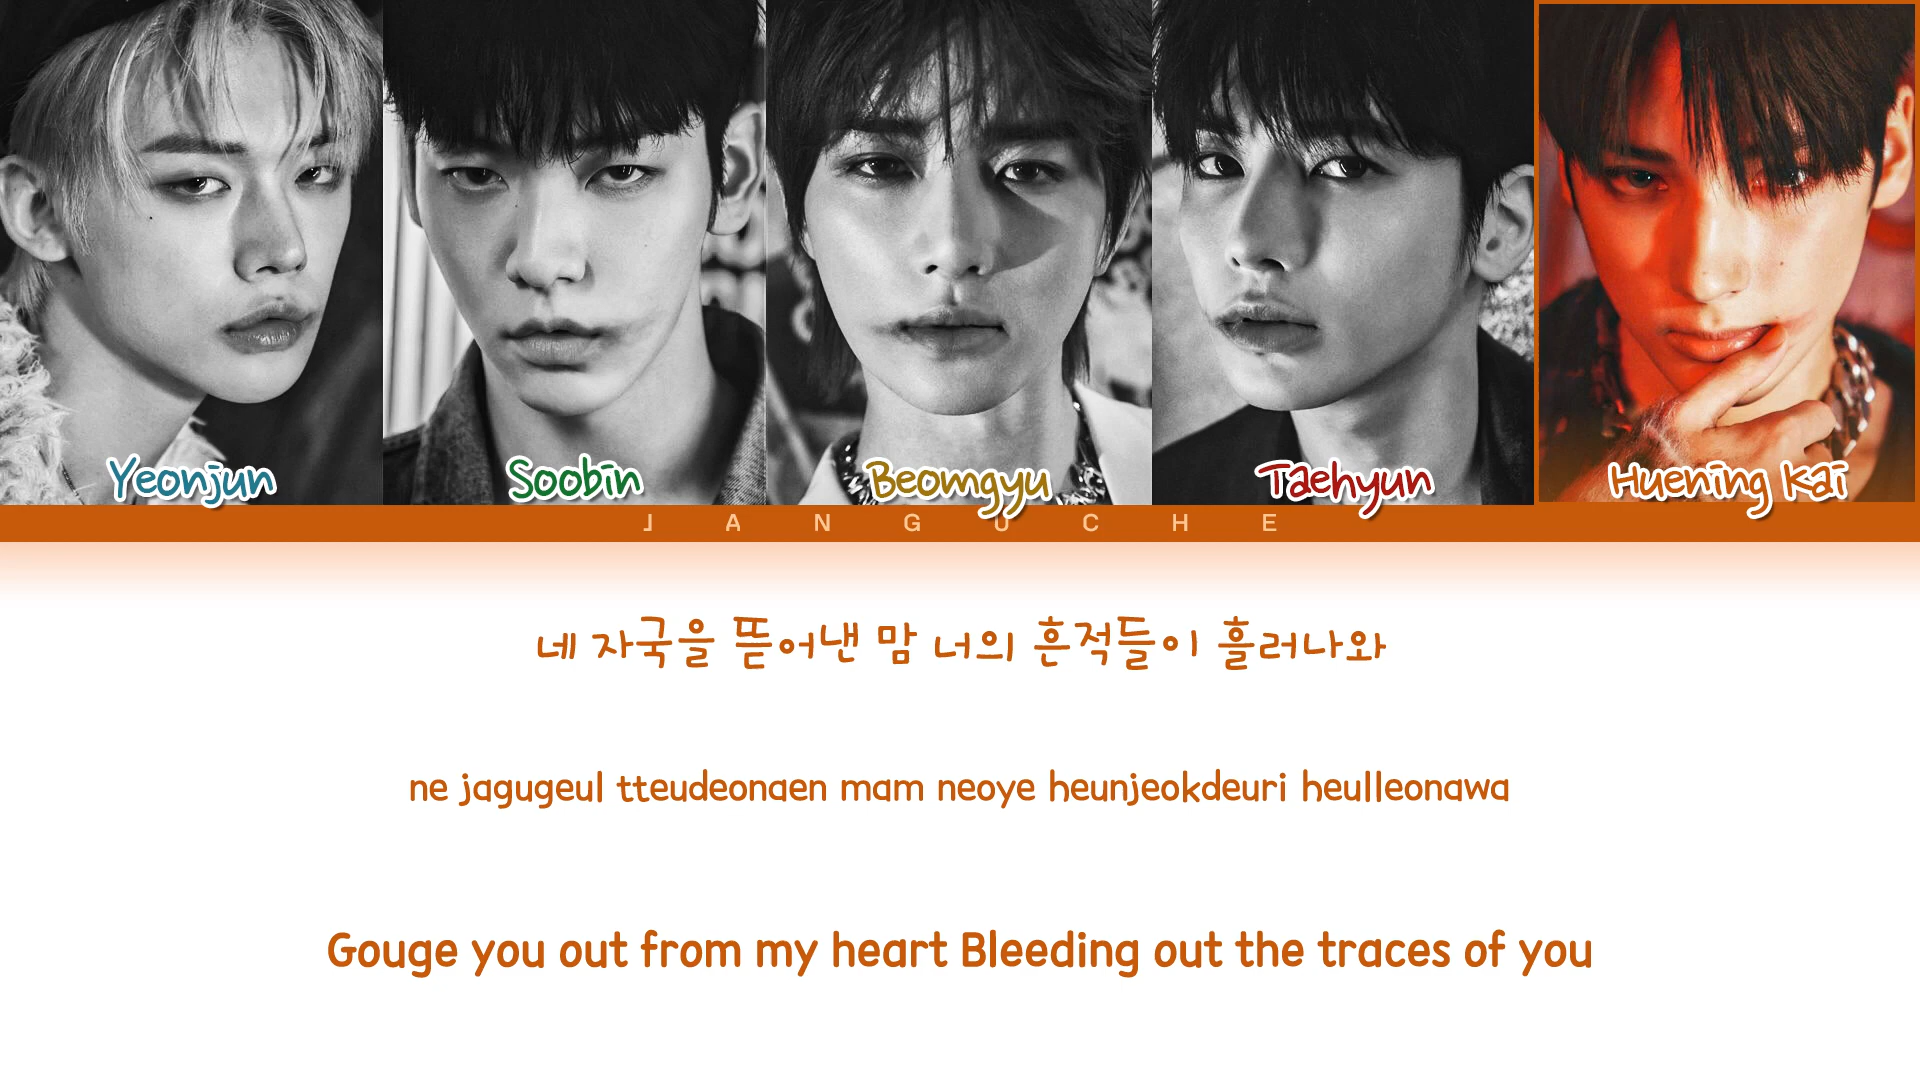 Yeonjun Soobin Beomgyu Taehyun Huening Kai
JANGUCHE
네 자국을 뜯어낸 맘 너의 흔적들이 흘러나와
ne jagugeul tteudeonaen mam neoye heunjeokdeuri heulleonawa
Gouge you out from my heart Bleeding out the traces of you